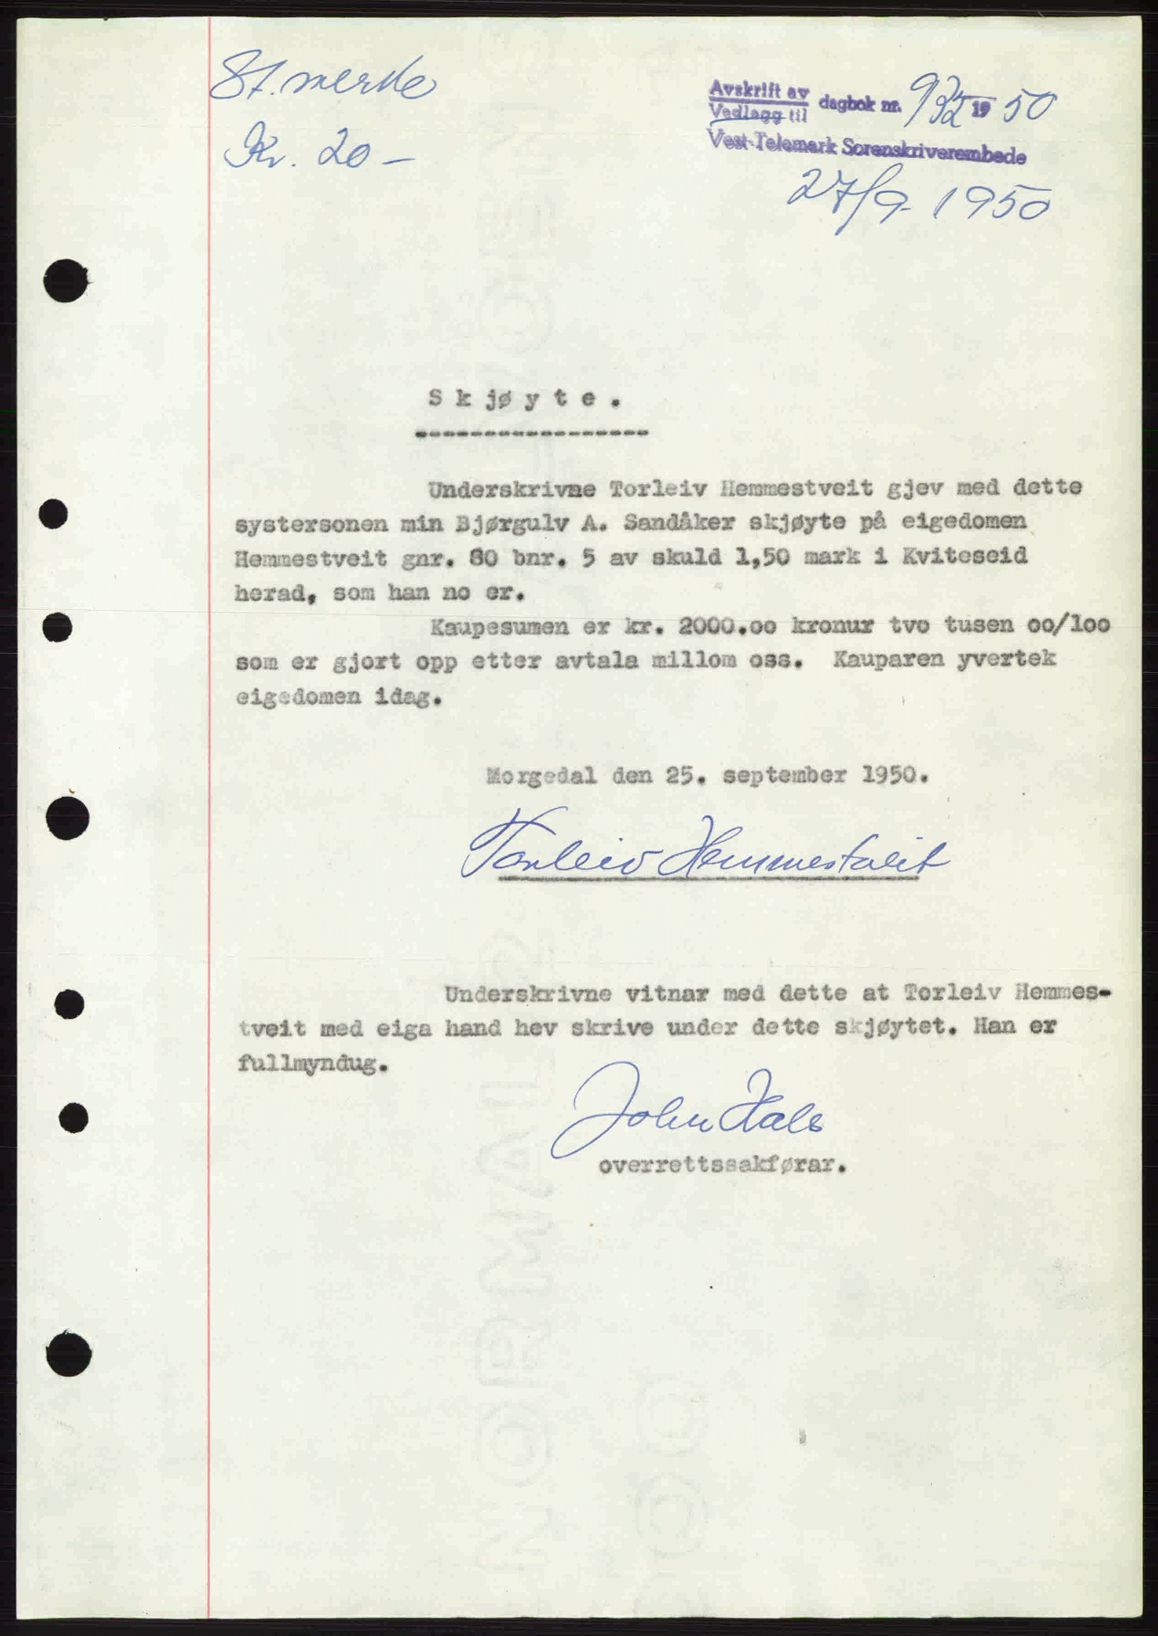 St. merke
Kr. 20 –
Avskrift av
Vedlegg til
dagbok nr. 932 19 50
Vest-Telemark Sorenskriverembede
27/9 - 1950
Skjøyte.
-----------------
Underskrivne Torleiv Hemmestveit gjev med dette
systersonen min Bjørgulv A. Sandåker skjøyte på eigedomen
Hemmestveit gnr. 80 bnr. 5 av skuld 1,50 mark i Kviteseid
herad, som han no er.
Kaupesumen er kr. 2000.oo kronur tvo tusen oo/loo
som er gjort opp etter avtala millom oss. Kauparen yvertek
eigedomen idag.
Morgedal den 25. september 1950.
Torleiv Hemmestveit
Underskrivne vitnar med dette at Torleiv Hemmes-
tveit med eiga hand hev skrive under dette skjøytet. Han er
fullmyndug.
John Hals
overrettssakførar.